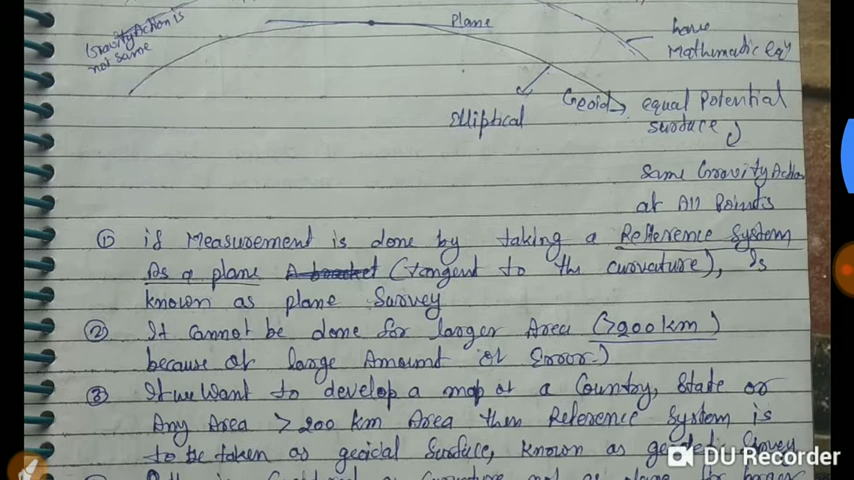 Plane
have
Mathematic eqn
Gravity Action is
not same
Elliptical
Geoid → equal Potential
surface
same Gravity Action
at All Points
① if Measurement is done by taking a Reference System
As a plane (tangent to the curvature), Is
known as plane Survey
② It cannot be done for larger Area (>200 km)
because of large Amount of Error)
③ If we Want to develop a map of a Country, State or
Any Area > 200 km Area then Reference System is
to be taken as geoidal Surface, known as Survey
DU Recorder